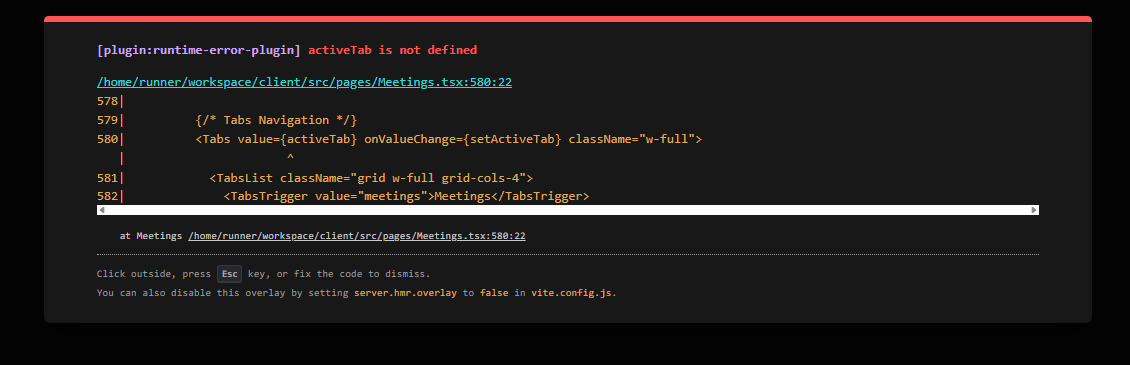 [plugin:runtime-error-plugin] activeTab is not defined
/home/runner/workspace/client/src/pages/Meetings.tsx:580:22
578|
579|          {/* Tabs Navigation */}
580|          <Tabs value={activeTab} onValueChange={setActiveTab} className="w-full">
   |                       ^
581|            <TabsList className="grid w-full grid-cols-4">
582|              <TabsTrigger value="meetings">Meetings</TabsTrigger>
at Meetings /home/runner/workspace/client/src/pages/Meetings.tsx:580:22
Click outside, press Esc key, or fix the code to dismiss.
You can also disable this overlay by setting server.hmr.overlay to false in vite.config.js.